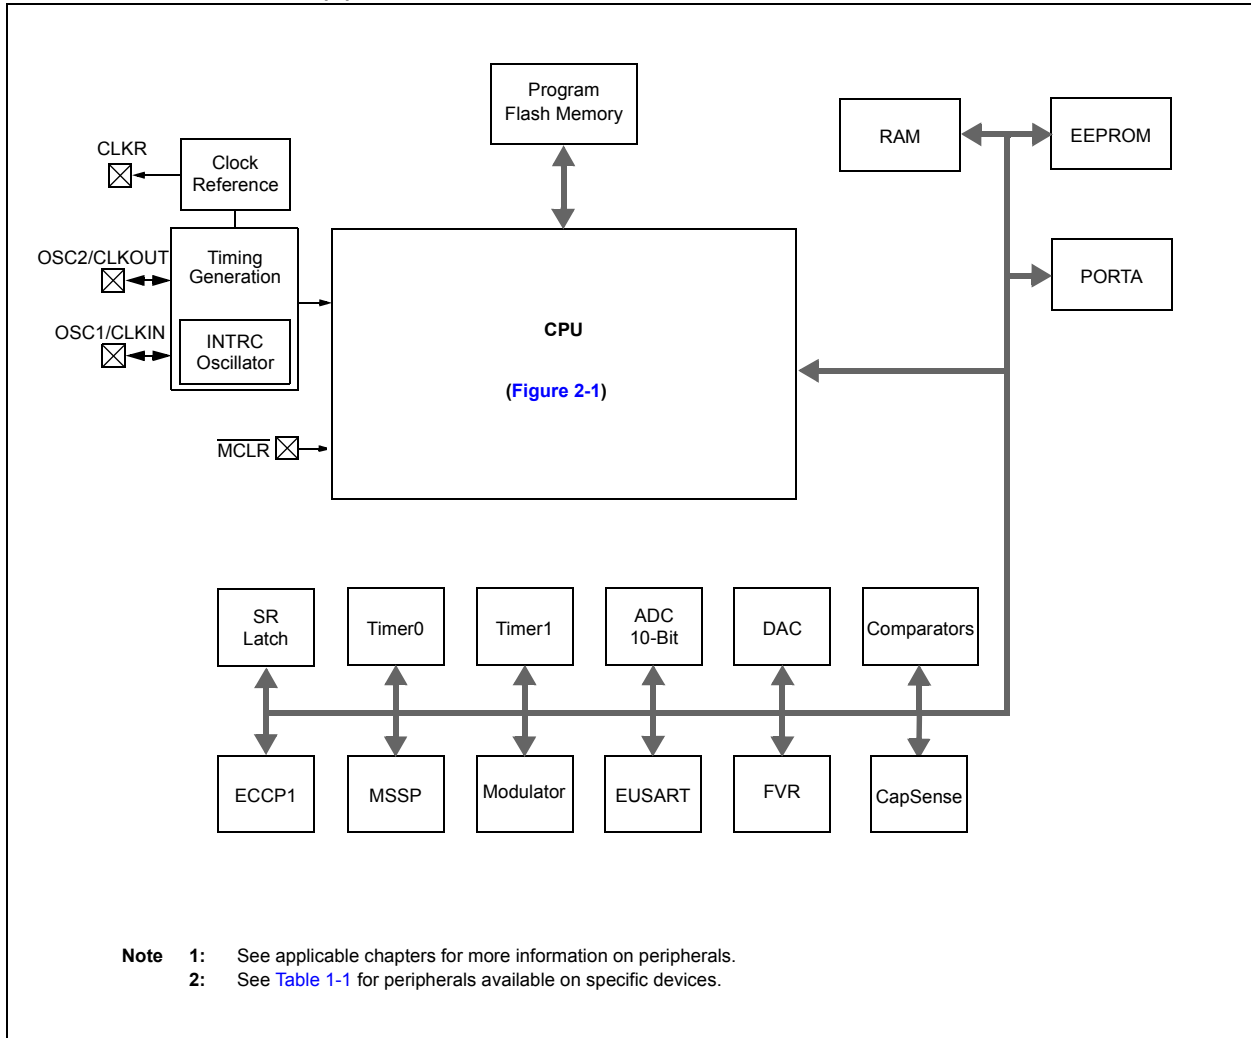 Program
Flash Memory
RAM
EEPROM
CLKR
Clock
Reference
OSC2/CLKOUT
Timing
Generation
PORTA
OSC1/CLKIN
INTRC
Oscillator
CPU
(Figure 2-1)
MCLR
SR
Latch
Timer0
Timer1
ADC
10-Bit
DAC
Comparators
ECCP1
MSSP
Modulator
EUSART
FVR
CapSense
Note 1: See applicable chapters for more information on peripherals.
2: See Table 1-1 for peripherals available on specific devices.